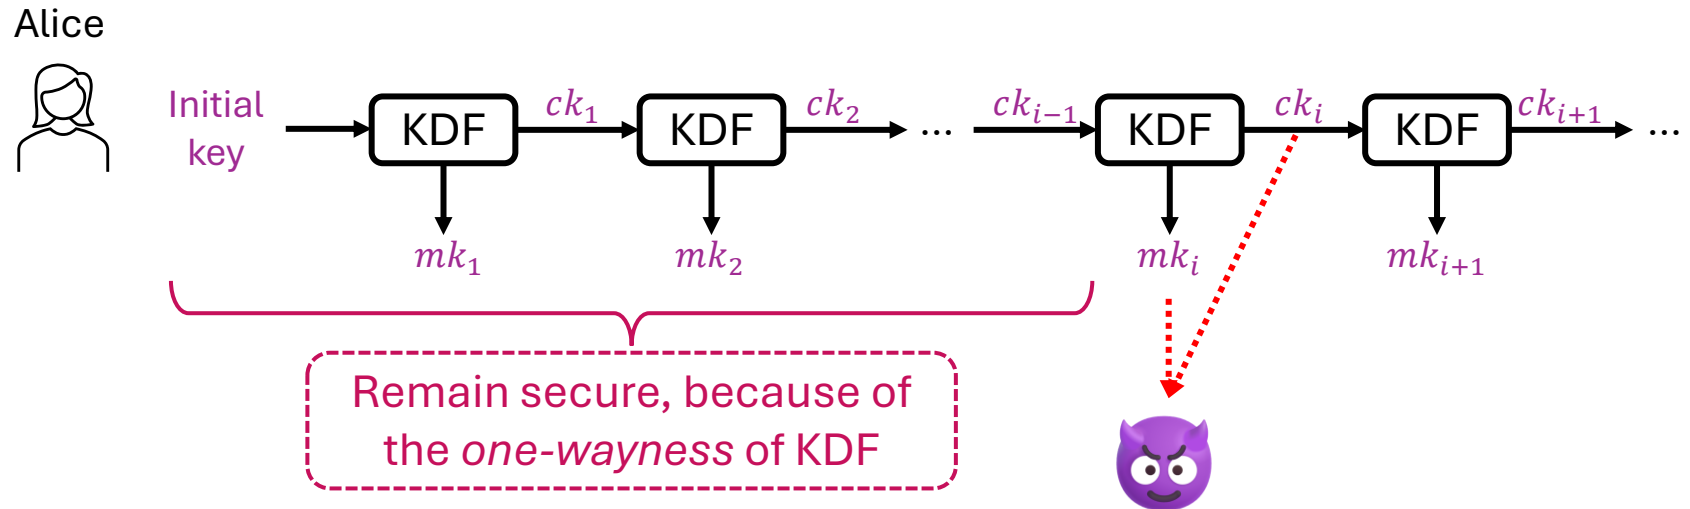 Alice
Initial
key
KDF
ck₁
KDF
ck₂
...
ckᵢ₋₁
KDF
ckᵢ
KDF
ckᵢ₊₁
...
mk₁
mk₂
mkᵢ
mkᵢ₊₁
Remain secure, because of
the one-wayness of KDF